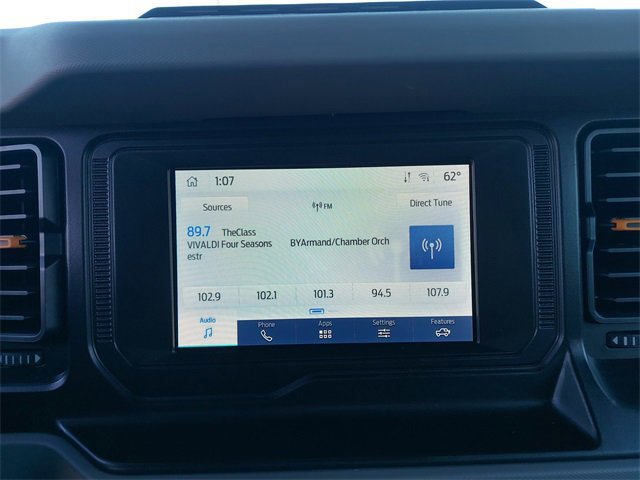 1:07 62°
Sources FM Direct Tune
89.7 TheClass
VIVALDI Four Seasons BYArmand/Chamber Orch
estr
102.9 102.1 101.3 94.5 107.9
Audio Phone Apps Settings Features